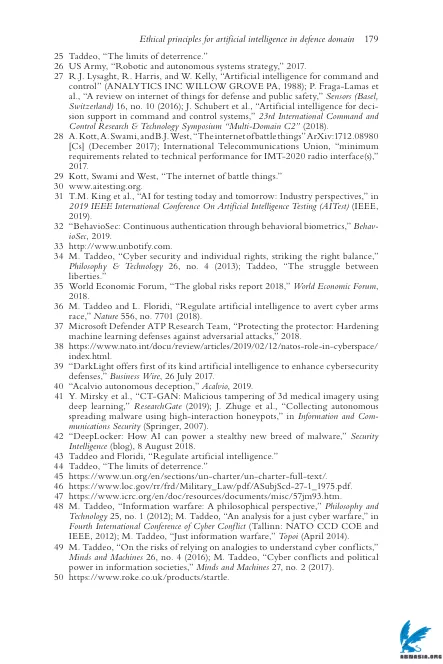 Ethical principles for artificial intelligence in defence domain 179
25 Taddeo, “The limits of deterrence.”
26 US Army, “Robotic and autonomous systems strategy,” 2017.
27 R.J. Lysaght, R. Harris, and W. Kelly, “Artificial intelligence for command and
control” (ANALYTICS INC WILLOW GROVE PA, 1988); P. Fraga-Lamas et
al., “A review on internet of things for defense and public safety,” Sensors (Basel,
Switzerland) 16, no. 10 (2016); J. Schubert et al., “Artificial intelligence for deci-
sion support in command and control systems,” 23rd International Command and
Control Research & Technology Symposium “Multi-Domain C2” (2018).
28 A. Kott, A. Swami, and B.J. West, “The internet of battle things” ArXiv:1712.08980
[Cs] (December 2017); International Telecommunications Union, “minimum
requirements related to technical performance for IMT-2020 radio interface(s),”
2017.
29 Kott, Swami and West, “The internet of battle things.”
30 www.aitesting.org.
31 T.M. King et al., “AI for testing today and tomorrow: Industry perspectives,” in
2019 IEEE International Conference On Artificial Intelligence Testing (AITest) (IEEE,
2019).
32 “BehavioSec: Continuous authentication through behavioral biometrics,” Behav-
ioSec, 2019.
33 http://www.unbotify.com.
34 M. Taddeo, “Cyber security and individual rights, striking the right balance,”
Philosophy & Technology 26, no. 4 (2013); Taddeo, “The struggle between
liberties.”
35 World Economic Forum, “The global risks report 2018,” World Economic Forum,
2018.
36 M. Taddeo and L. Floridi, “Regulate artificial intelligence to avert cyber arms
race,” Nature 556, no. 7701 (2018).
37 Microsoft Defender ATP Research Team, “Protecting the protector: Hardening
machine learning defenses against adversarial attacks,” 2018.
38 https://www.nato.int/docu/review/articles/2019/02/12/natos-role-in-cyberspace/
index.html.
39 “DarkLight offers first of its kind artificial intelligence to enhance cybersecurity
defenses,” Business Wire, 26 July 2017.
40 “Acalvio autonomous deception,” Acalvio, 2019.
41 Y. Mirsky et al., “CT-GAN: Malicious tampering of 3d medical imagery using
deep learning,” ResearchGate (2019); J. Zhuge et al., “Collecting autonomous
spreading malware using high-interaction honeypots,” in Information and Com-
munications Security (Springer, 2007).
42 “DeepLocker: How AI can power a stealthy new breed of malware,” Security
Intelligence (blog), 8 August 2018.
43 Taddeo and Floridi, “Regulate artificial intelligence.”
44 Taddeo, “The limits of deterrence.”
45 https://www.un.org/en/sections/un-charter/un-charter-full-text/.
46 https://www.loc.gov/rr/frd/Military_Law/pdf/ASubjScd-27-1_1975.pdf.
47 https://www.icrc.org/en/doc/resources/documents/misc/57jm93.htm.
48 M. Taddeo, “Information warfare: A philosophical perspective,” Philosophy and
Technology 25, no. 1 (2012); M. Taddeo, “An analysis for a just cyber warfare,” in
Fourth International Conference of Cyber Conflict (Tallinn: NATO CCD COE and
IEEE, 2012); M. Taddeo, “Just information warfare,” Topoi (April 2014).
49 M. Taddeo, “On the risks of relying on analogies to understand cyber conflicts,”
Minds and Machines 26, no. 4 (2016); M. Taddeo, “Cyber conflicts and political
power in information societies,” Minds and Machines 27, no. 2 (2017).
50 https://www.roke.co.uk/products/startle.